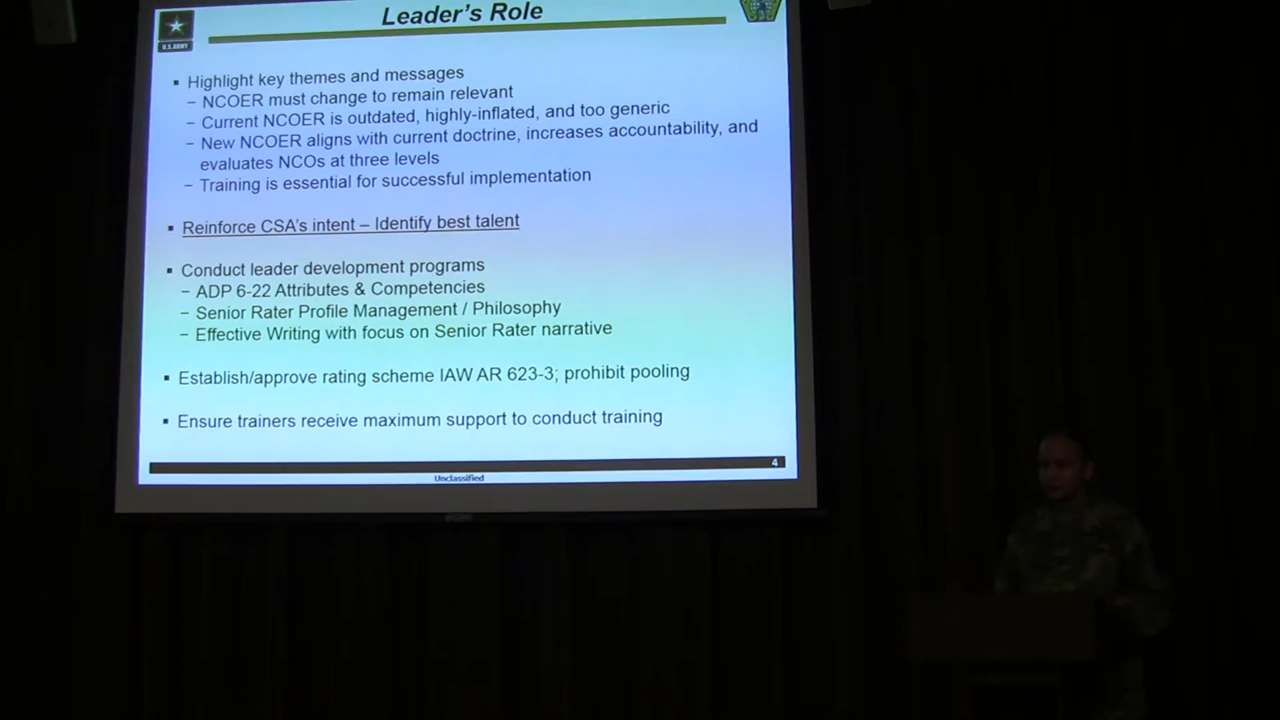 Leader's Role
U.S.ARMY
▪ Highlight key themes and messages
– NCOER must change to remain relevant
– Current NCOER is outdated, highly-inflated, and too generic
– New NCOER aligns with current doctrine, increases accountability, and
evaluates NCOs at three levels
– Training is essential for successful implementation
▪ Reinforce CSA's intent – Identify best talent
▪ Conduct leader development programs
– ADP 6-22 Attributes & Competencies
– Senior Rater Profile Management / Philosophy
– Effective Writing with focus on Senior Rater narrative
▪ Establish/approve rating scheme IAW AR 623-3; prohibit pooling
▪ Ensure trainers receive maximum support to conduct training
4
Unclassified